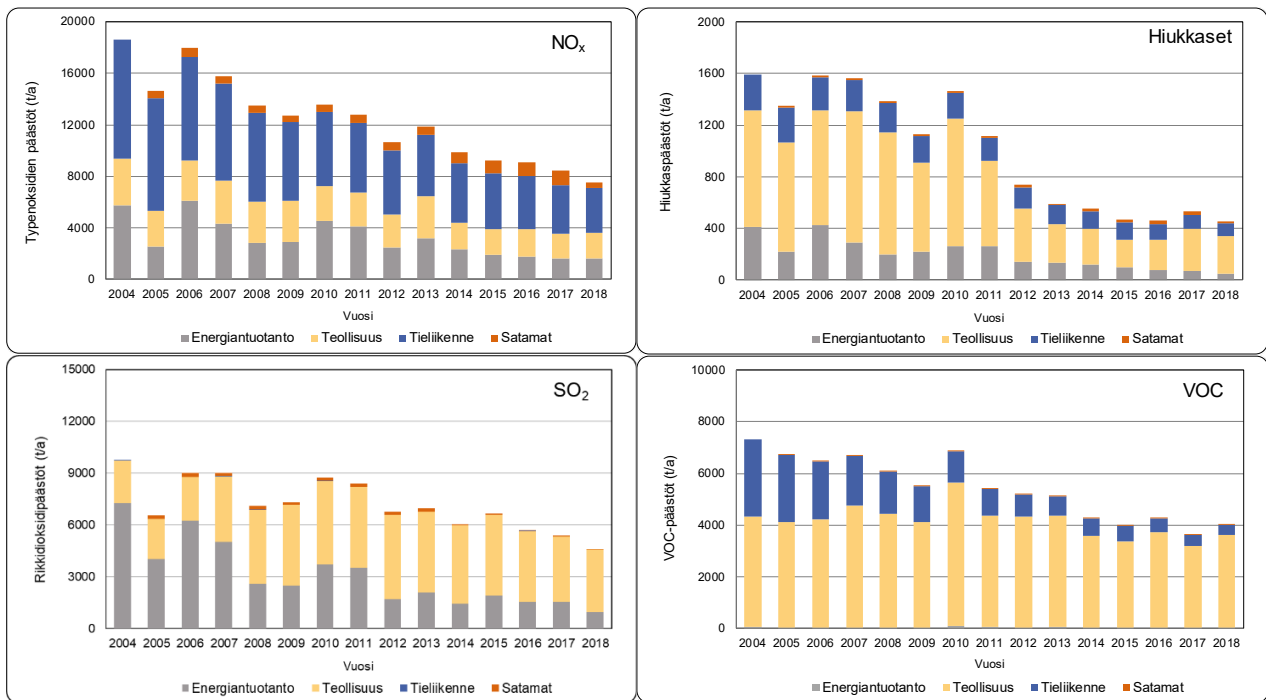 NOx
Typenoksidien päästöt (t/a)
20000
16000
12000
8000
4000
0
2004 2005 2006 2007 2008 2009 2010 2011 2012 2013 2014 2015 2016 2017 2018
Vuosi
Energiantuotanto Teollisuus Tieliikenne Satamat
Hiukkaset
Hiukkaspäästöt (t/a)
2000
1600
1200
800
400
0
2004 2005 2006 2007 2008 2009 2010 2011 2012 2013 2014 2015 2016 2017 2018
Vuosi
Energiantuotanto Teollisuus Tieliikenne Satamat
SO2
Rikkidioksidipäästöt (t/a)
15000
12000
9000
6000
3000
0
2004 2005 2006 2007 2008 2009 2010 2011 2012 2013 2014 2015 2016 2017 2018
Vuosi
Energiantuotanto Teollisuus Tieliikenne Satamat
VOC
VOC-päästöt (t/a)
10000
8000
6000
4000
2000
0
2004 2005 2006 2007 2008 2009 2010 2011 2012 2013 2014 2015 2016 2017 2018
Vuosi
Energiantuotanto Teollisuus Tieliikenne Satamat